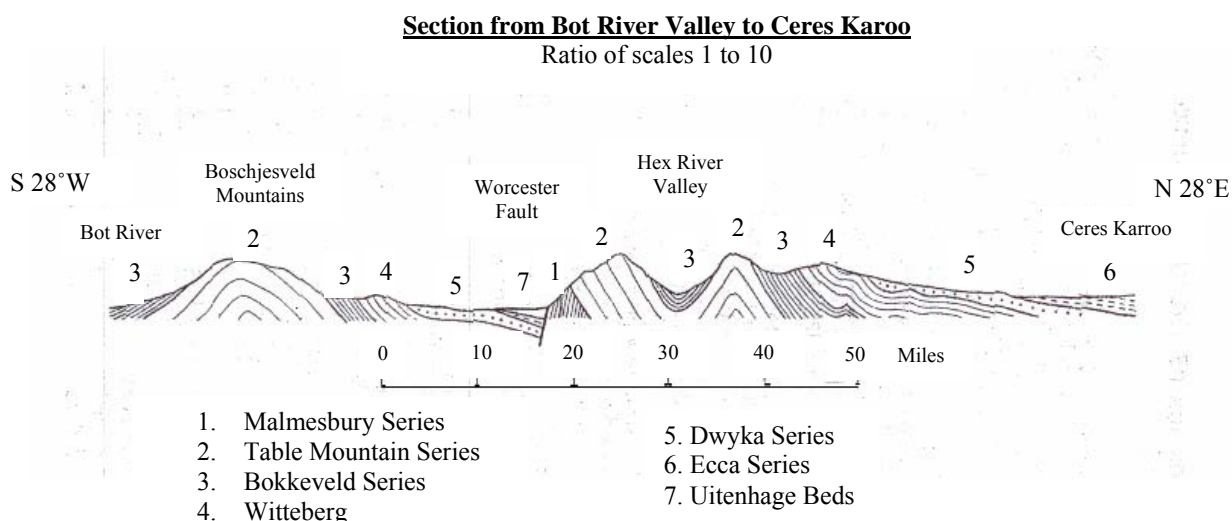 Section from Bot River Valley to Ceres Karoo
Ratio of scales 1 to 10
S 28˚W
Boschjesveld
Mountains
Worcester
Fault
Hex River
Valley
N 28˚E
Bot River
Ceres Karroo
3 2 3 4 5 7 1 2 3 2 3 4 5 6
0 10 20 30 40 50 Miles
1. Malmesbury Series
2. Table Mountain Series
3. Bokkeveld Series
4. Witteberg
5. Dwyka Series
6. Ecca Series
7. Uitenhage Beds